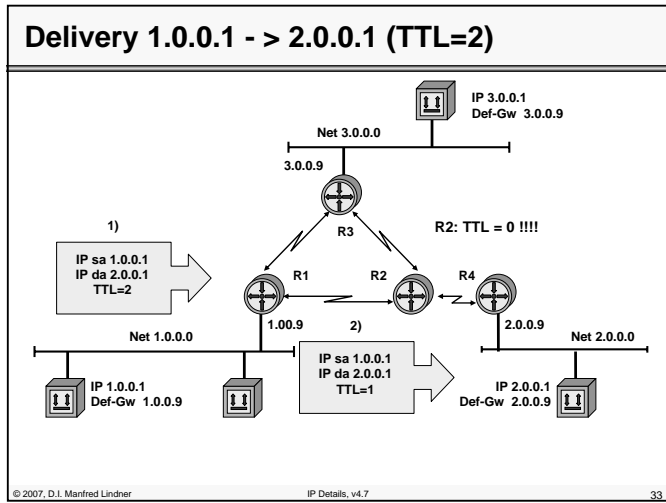 Delivery 1.0.0.1 - > 2.0.0.1 (TTL=2)
IP 3.0.0.1
Def-Gw 3.0.0.9
Net 3.0.0.0
3.0.0.9
1)
R3
R2: TTL = 0 !!!!
IP sa 1.0.0.1
IP da 2.0.0.1
TTL=2
R1
R2
R4
1.00.9
2)
2.0.0.9
Net 1.0.0.0
Net 2.0.0.0
IP sa 1.0.0.1
IP da 2.0.0.1
TTL=1
IP 1.0.0.1
Def-Gw 1.0.0.9
IP 2.0.0.1
Def-Gw 2.0.0.9
© 2007, D.I. Manfred Lindner
IP Details, v4.7
33